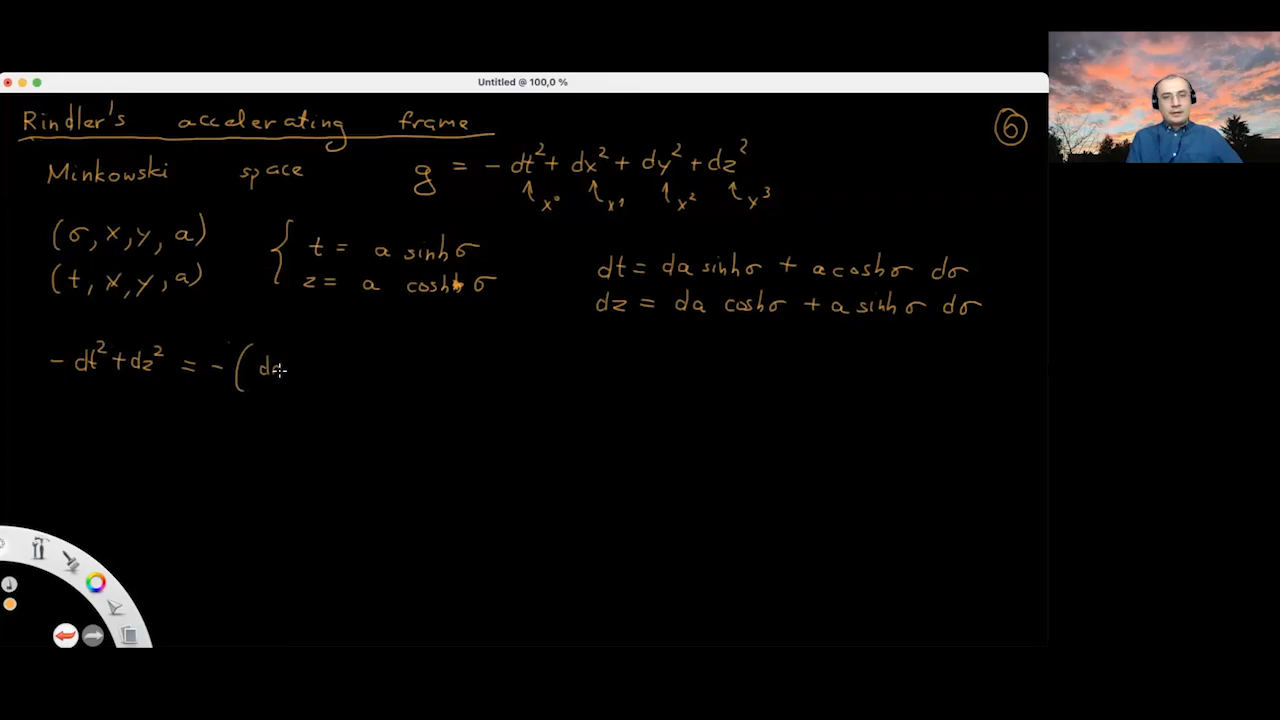 Untitled @ 100,0 %
Rindler's accelerating frame
6
Minkowski space g = - dt² + dx² + dy² + dz²
x⁰ x¹ x² x³
(σ, x, y, a) { t = a sinh σ
(t, x, y, a) z = a cosh σ
dt = da sinh σ + a cosh σ dσ
dz = da cosh σ + a sinh σ dσ
- dt² + dz² = - ( da